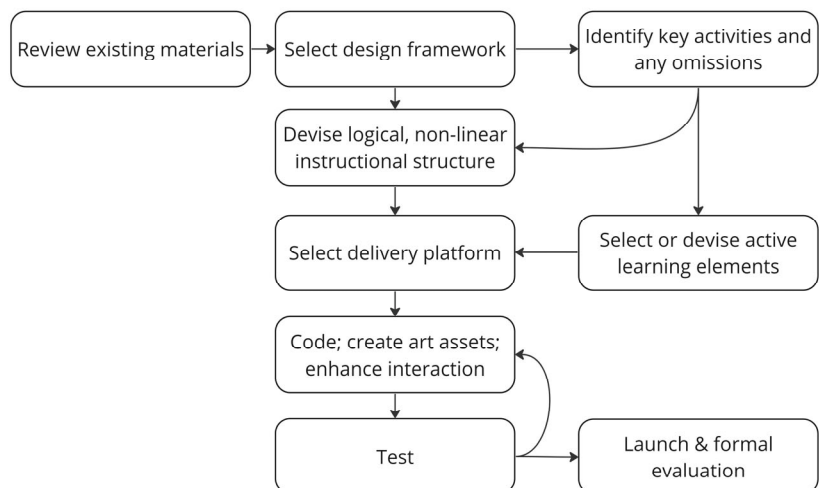 Review existing materials
Select design framework
Identify key activities and
any omissions
Devise logical, non-linear
instructional structure
Select delivery platform
Select or devise active
learning elements
Code; create art assets;
enhance interaction
Test
Launch & formal
evaluation